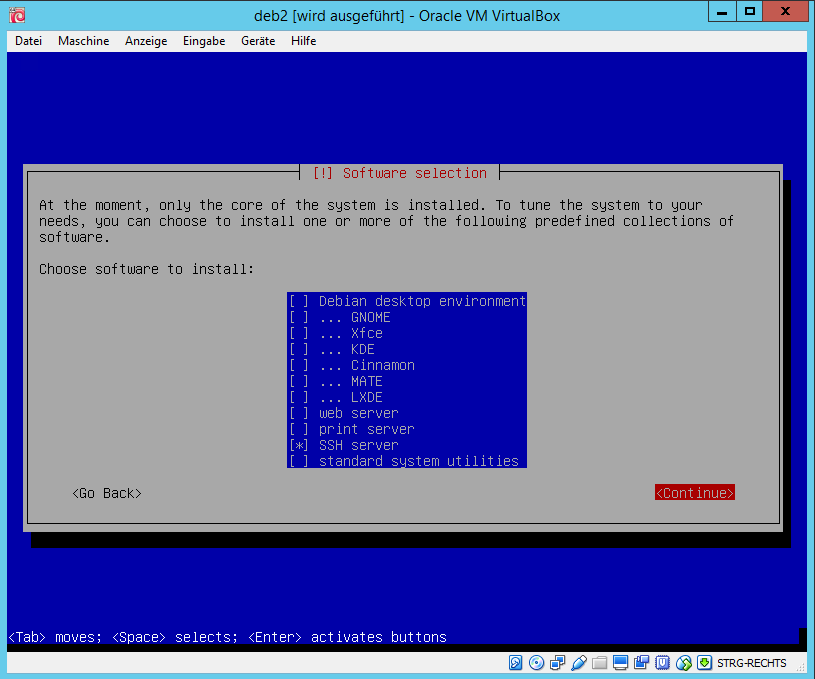 deb2 [wird ausgeführt] - Oracle VM VirtualBox
Datei Maschine Anzeige Eingabe Geräte Hilfe
[!] Software selection
At the moment, only the core of the system is installed. To tune the system to your
needs, you can choose to install one or more of the following predefined collections of
software.
Choose software to install:
[ ] Debian desktop environment
[ ] ... GNOME
[ ] ... Xfce
[ ] ... KDE
[ ] ... Cinnamon
[ ] ... MATE
[ ] ... LXDE
[ ] web server
[ ] print server
[*] SSH server
[ ] standard system utilities
<Go Back> <Continue>
<Tab> moves; <Space> selects; <Enter> activates buttons
STRG-RECHTS